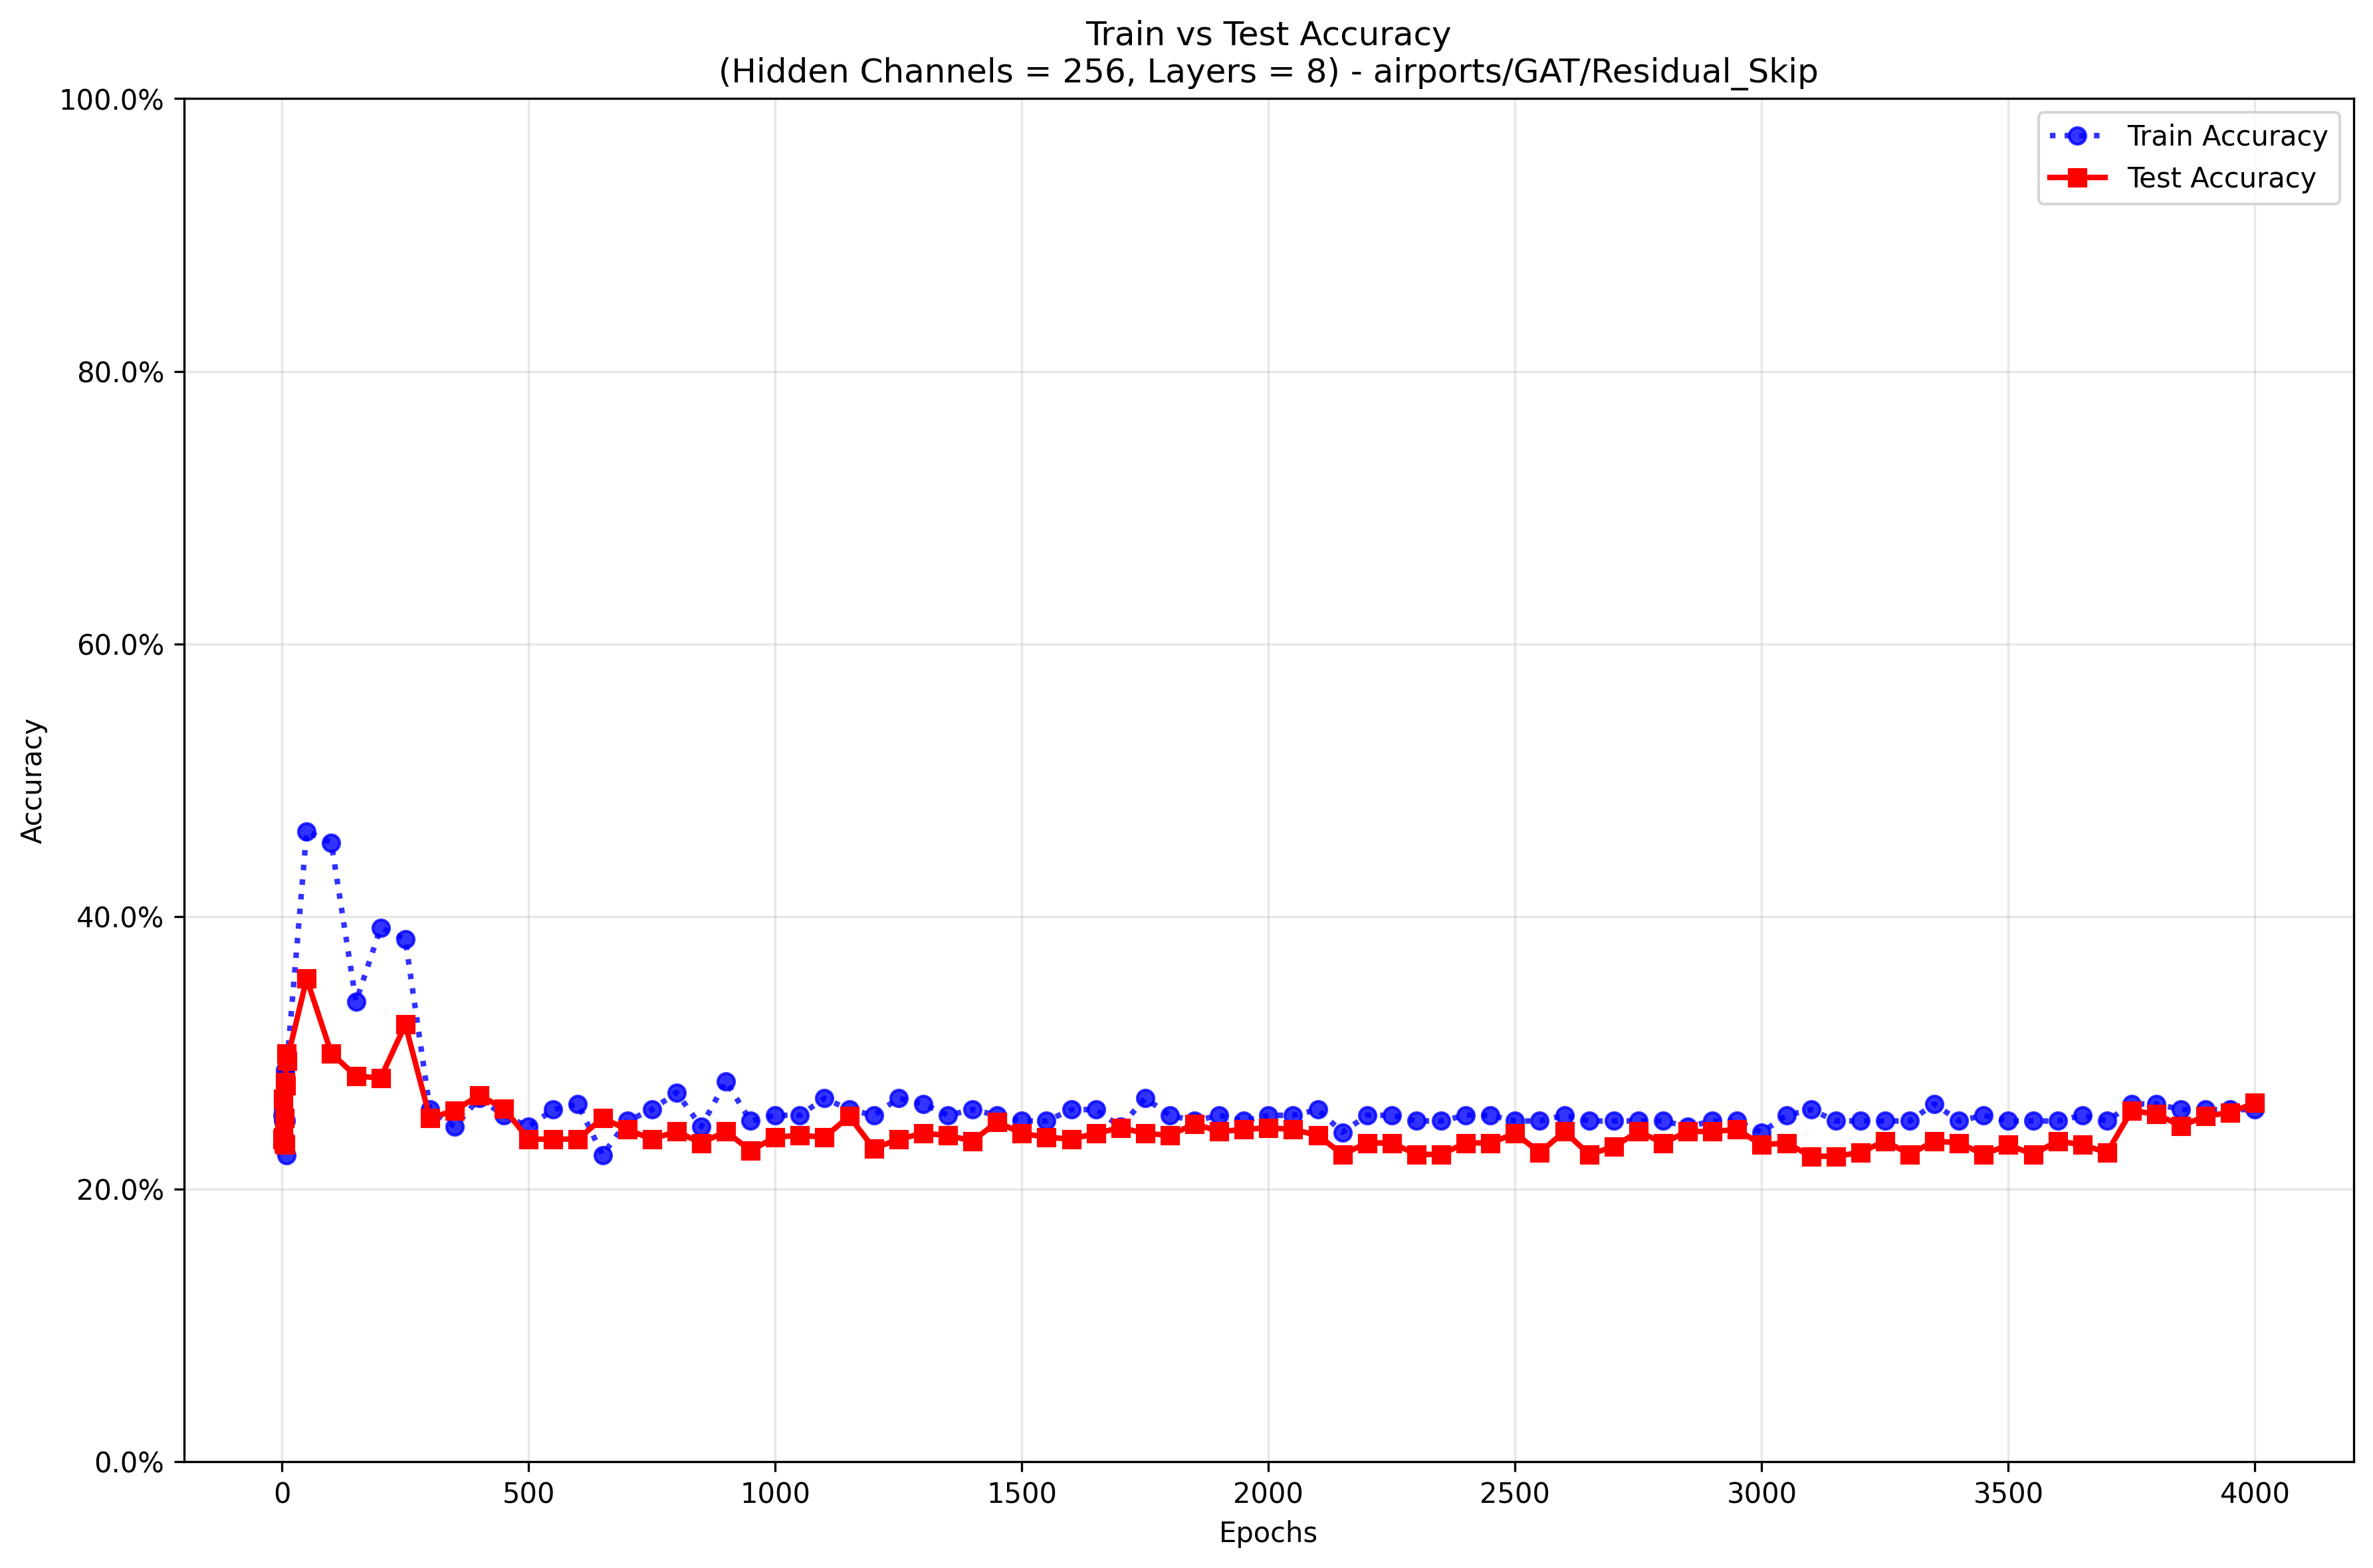 Train vs Test Accuracy
(Hidden Channels = 256, Layers = 8) - airports/GAT/Residual_Skip
100.0%
80.0%
60.0%
40.0%
20.0%
0.0%
Accuracy
Train Accuracy
Test Accuracy
0 500 1000 1500 2000 2500 3000 3500 4000
Epochs